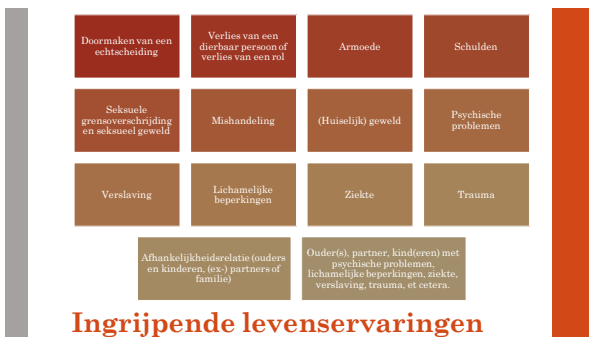 Doormaken van een
echtscheiding
Verlies van een
dierbaar persoon of
verlies van een rol
Armoede
Schulden
Seksuele
grensoverschrijding
en seksueel geweld
Mishandeling
(Huiselijk) geweld
Psychische
problemen
Verslaving
Lichamelijke
beperkingen
Ziekte
Trauma
Afhankelijkheidsrelatie (ouders
en kinderen, (ex-) partners of
familie)
Ouder(s), partner, kind(eren) met
psychische problemen,
lichamelijke beperkingen, ziekte,
verslaving, trauma, et cetera.
Ingrijpende levenservaringen